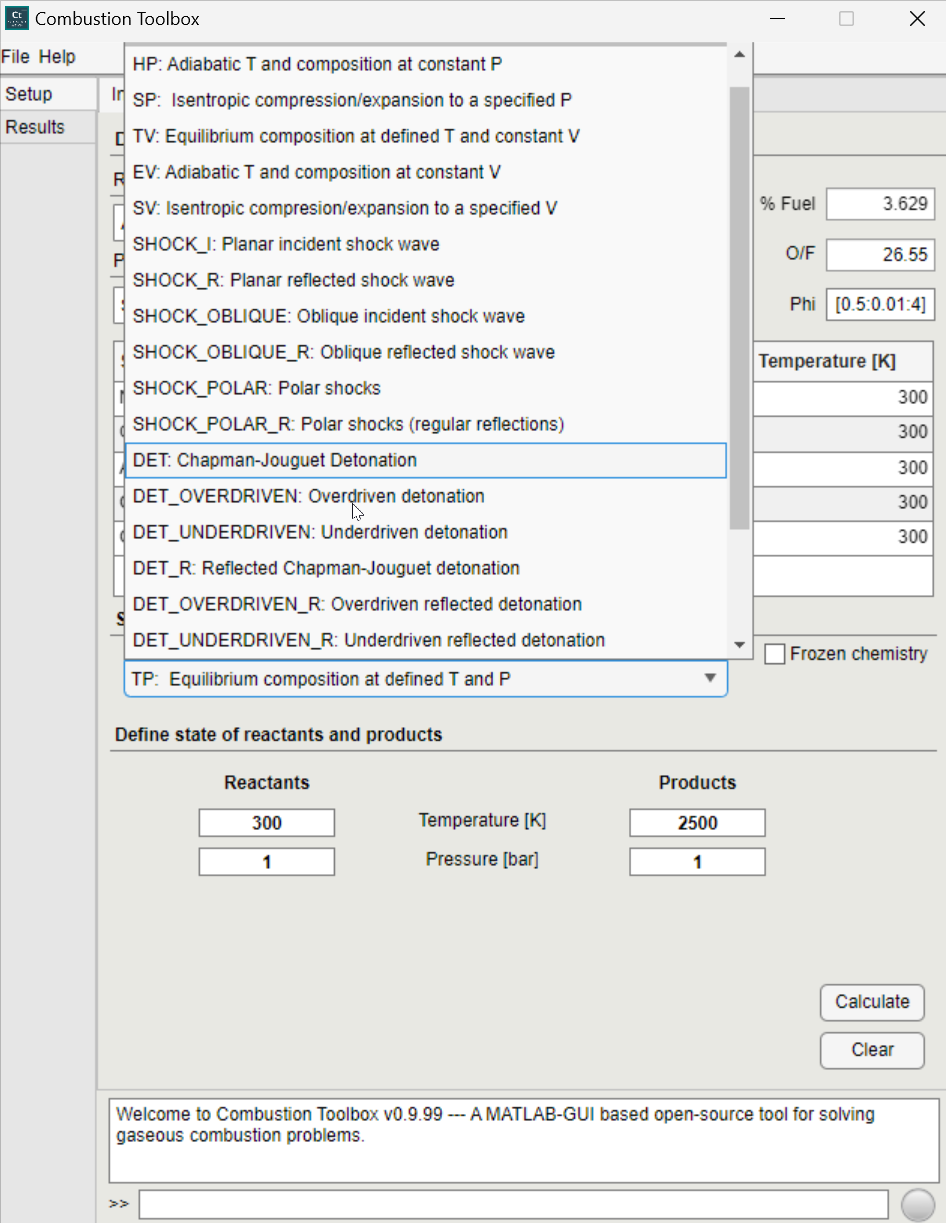 Ct
Combustion Toolbox
File Help
Setup
Results
HP: Adiabatic T and composition at constant P
SP: Isentropic compression/expansion to a specified P
TV: Equilibrium composition at defined T and constant V
EV: Adiabatic T and composition at constant V
SV: Isentropic compresion/expansion to a specified V
SHOCK_I: Planar incident shock wave
SHOCK_R: Planar reflected shock wave
SHOCK_OBLIQUE: Oblique incident shock wave
SHOCK_OBLIQUE_R: Oblique reflected shock wave
SHOCK_POLAR: Polar shocks
SHOCK_POLAR_R: Polar shocks (regular reflections)
DET: Chapman-Jouguet Detonation
DET_OVERDRIVEN: Overdriven detonation
DET_UNDERDRIVEN: Underdriven detonation
DET_R: Reflected Chapman-Jouguet detonation
DET_OVERDRIVEN_R: Overdriven reflected detonation
DET_UNDERDRIVEN_R: Underdriven reflected detonation
TP: Equilibrium composition at defined T and P
% Fuel 3.629
O/F 26.55
Phi [0.5:0.01:4]
Temperature [K]
300
300
300
300
300
Frozen chemistry
Define state of reactants and products
Reactants Products
300 Temperature [K] 2500
1 Pressure [bar] 1
Calculate
Clear
Welcome to Combustion Toolbox v0.9.99 --- A MATLAB-GUI based open-source tool for solving
gaseous combustion problems.
>>